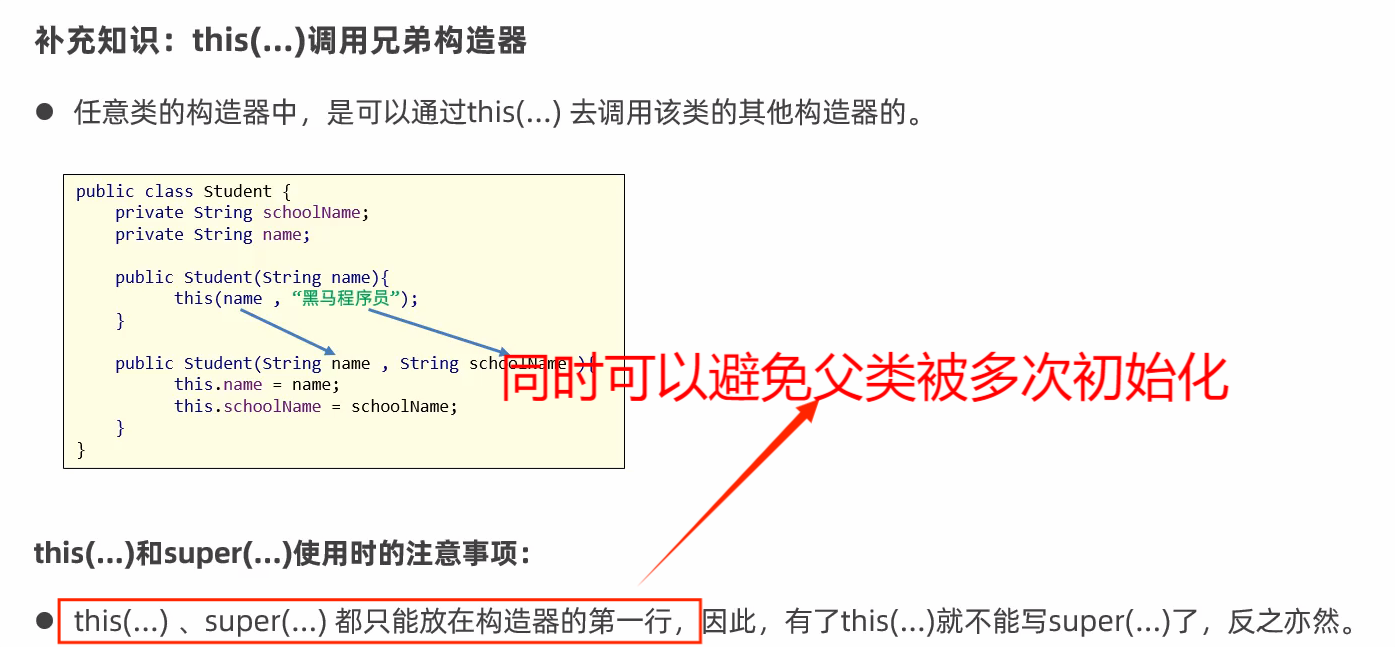 补充知识：this(...)调用兄弟构造器
● 任意类的构造器中，是可以通过this(...) 去调用该类的其他构造器的。
public class Student {
private String schoolName;
private String name;
public Student(String name){
this(name , “黑马程序员”);
}
public Student(String name , String schoolName ){
this.name = name;
this.schoolName = schoolName;
}
}
同时可以避免父类被多次初始化
this(...)和super(...)使用时的注意事项：
● this(...) 、super(...) 都只能放在构造器的第一行，因此，有了this(...)就不能写super(...)了，反之亦然。